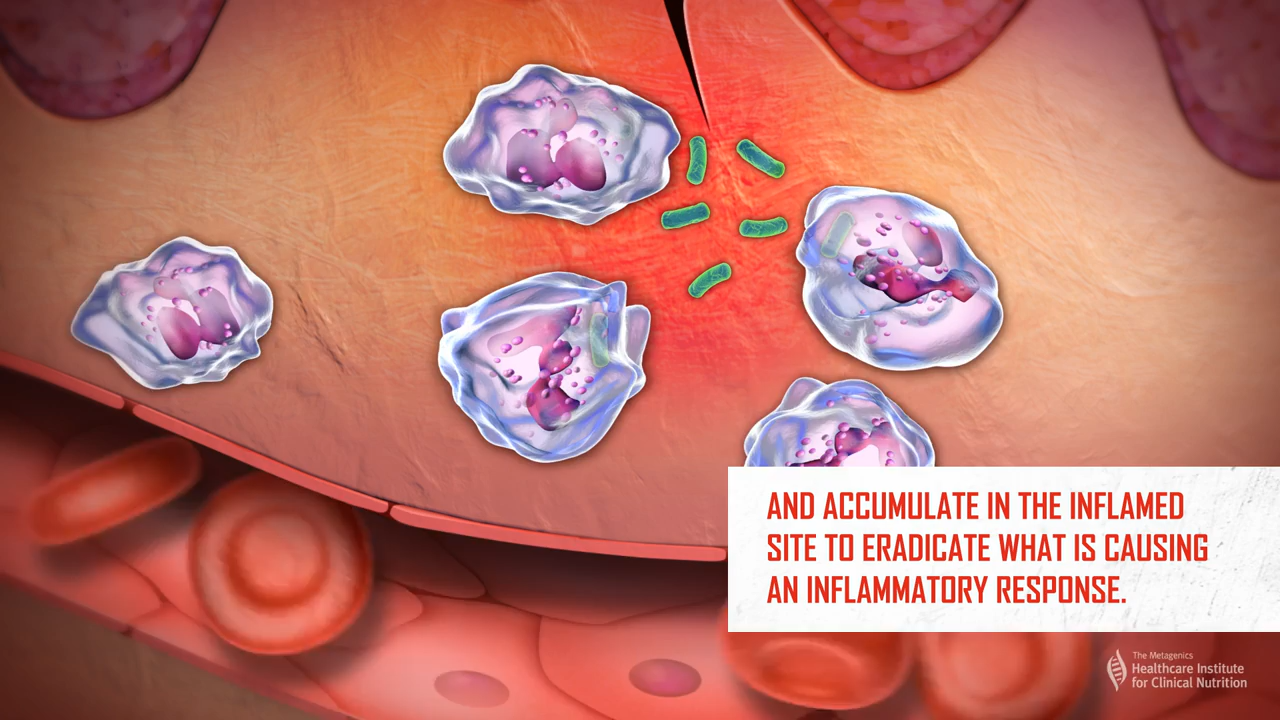 AND ACCUMULATE IN THE INFLAMED
SITE TO ERADICATE WHAT IS CAUSING
AN INFLAMMATORY RESPONSE.
The Metagenics
Healthcare Institute
for Clinical Nutrition